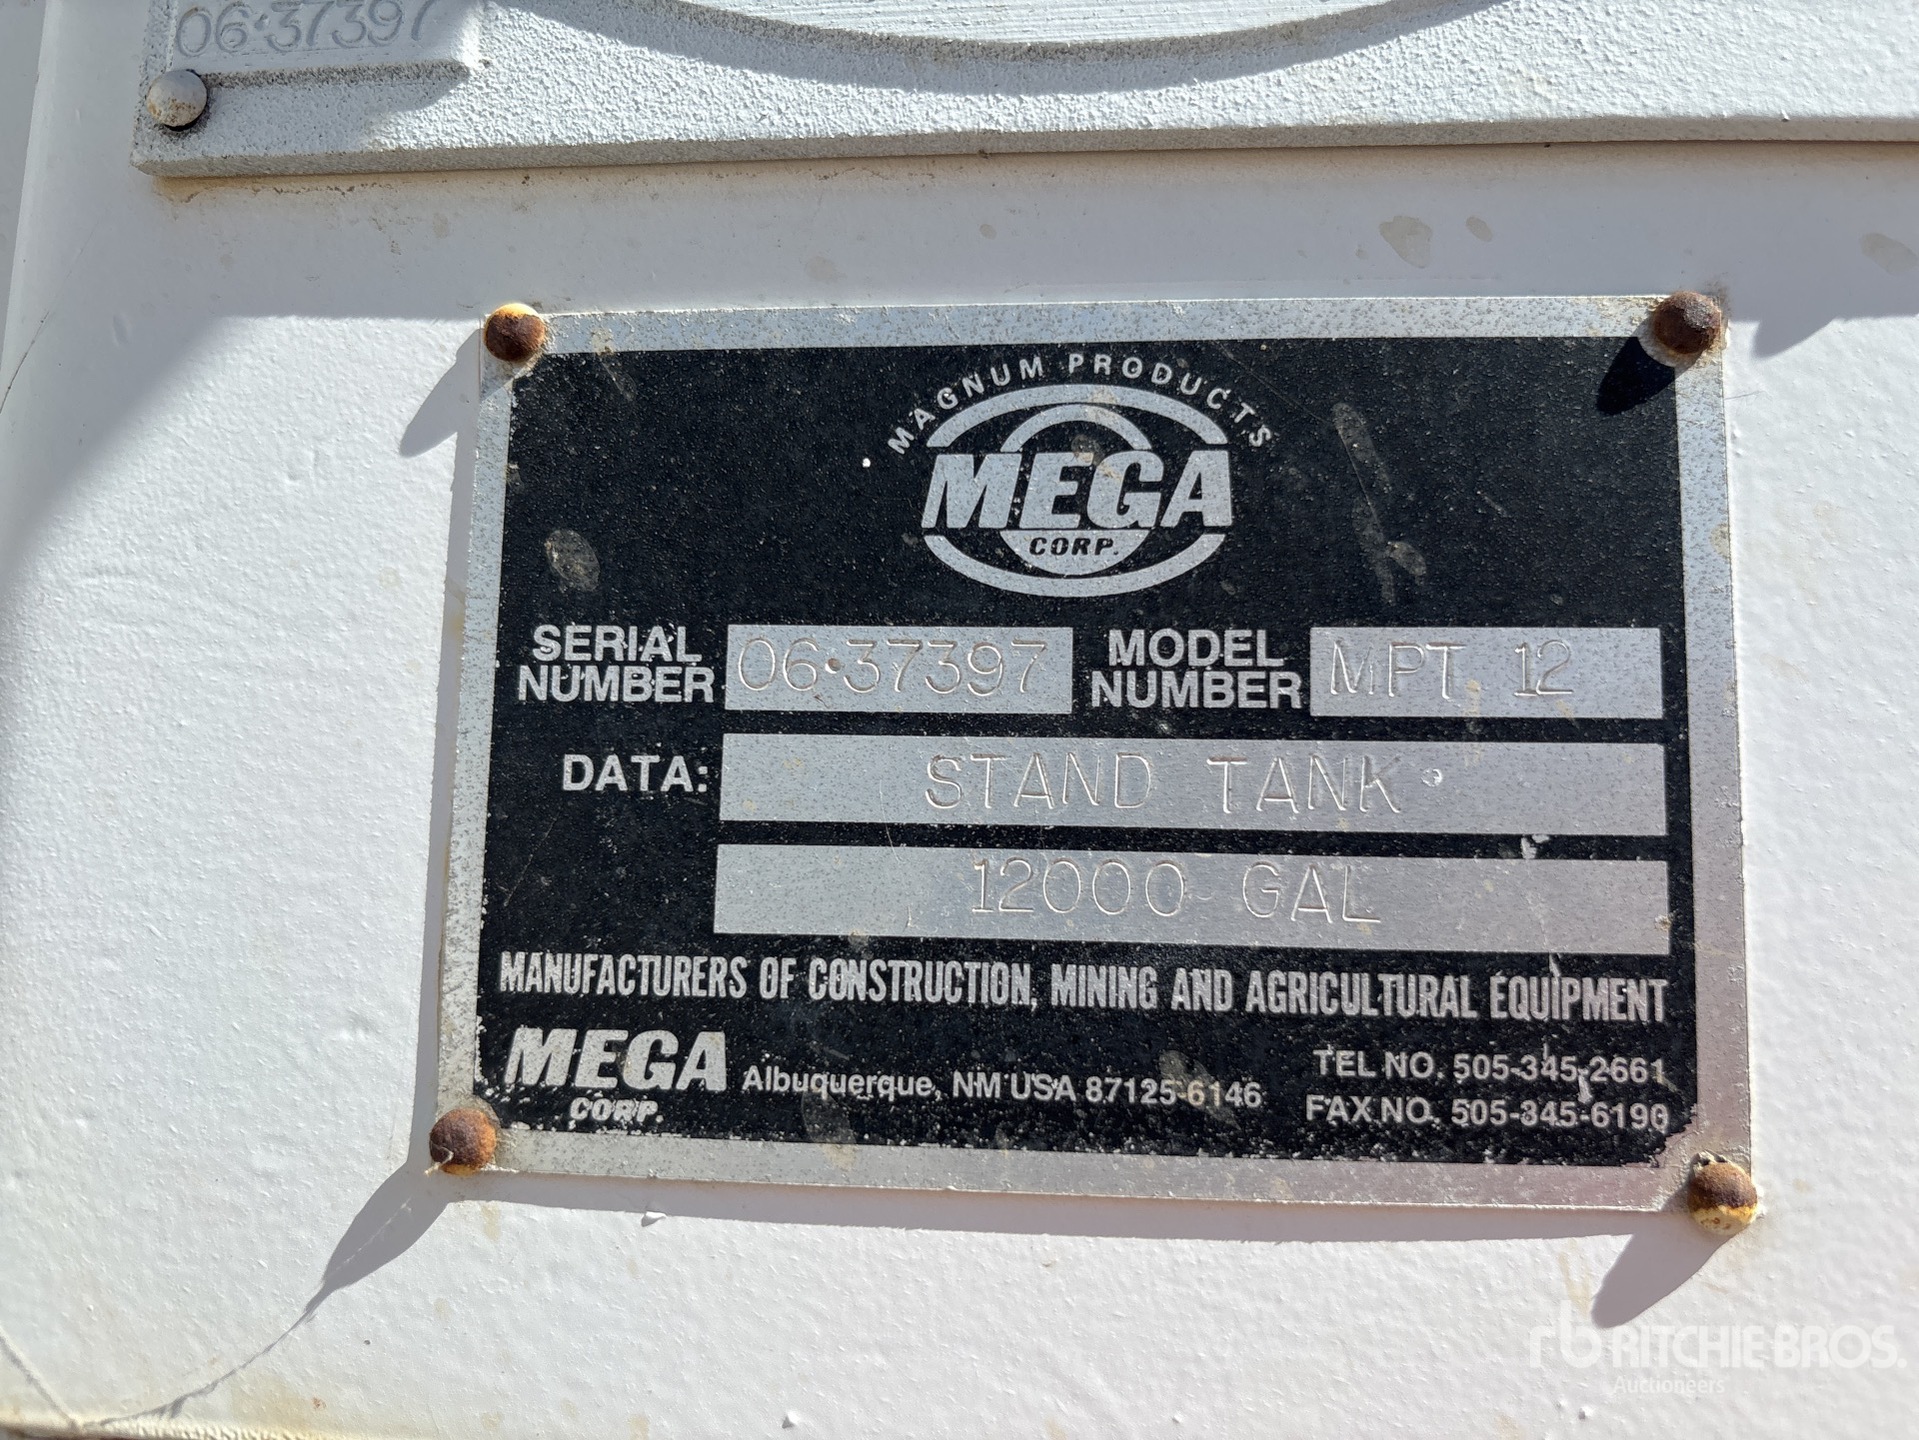 06•37397
MAGNUM PRODUCTS
MEGA
CORP.
SERIAL NUMBER 06•37397 MODEL NUMBER MPT 12
DATA: STAND TANK
12000 GAL
MANUFACTURERS OF CONSTRUCTION, MINING AND AGRICULTURAL EQUIPMENT
MEGA CORP. Albuquerque, NM USA 87125-6146
TEL NO. 505-345-2661
FAX NO. 505-345-6190
rb RITCHIE BROS.
Auctioneers